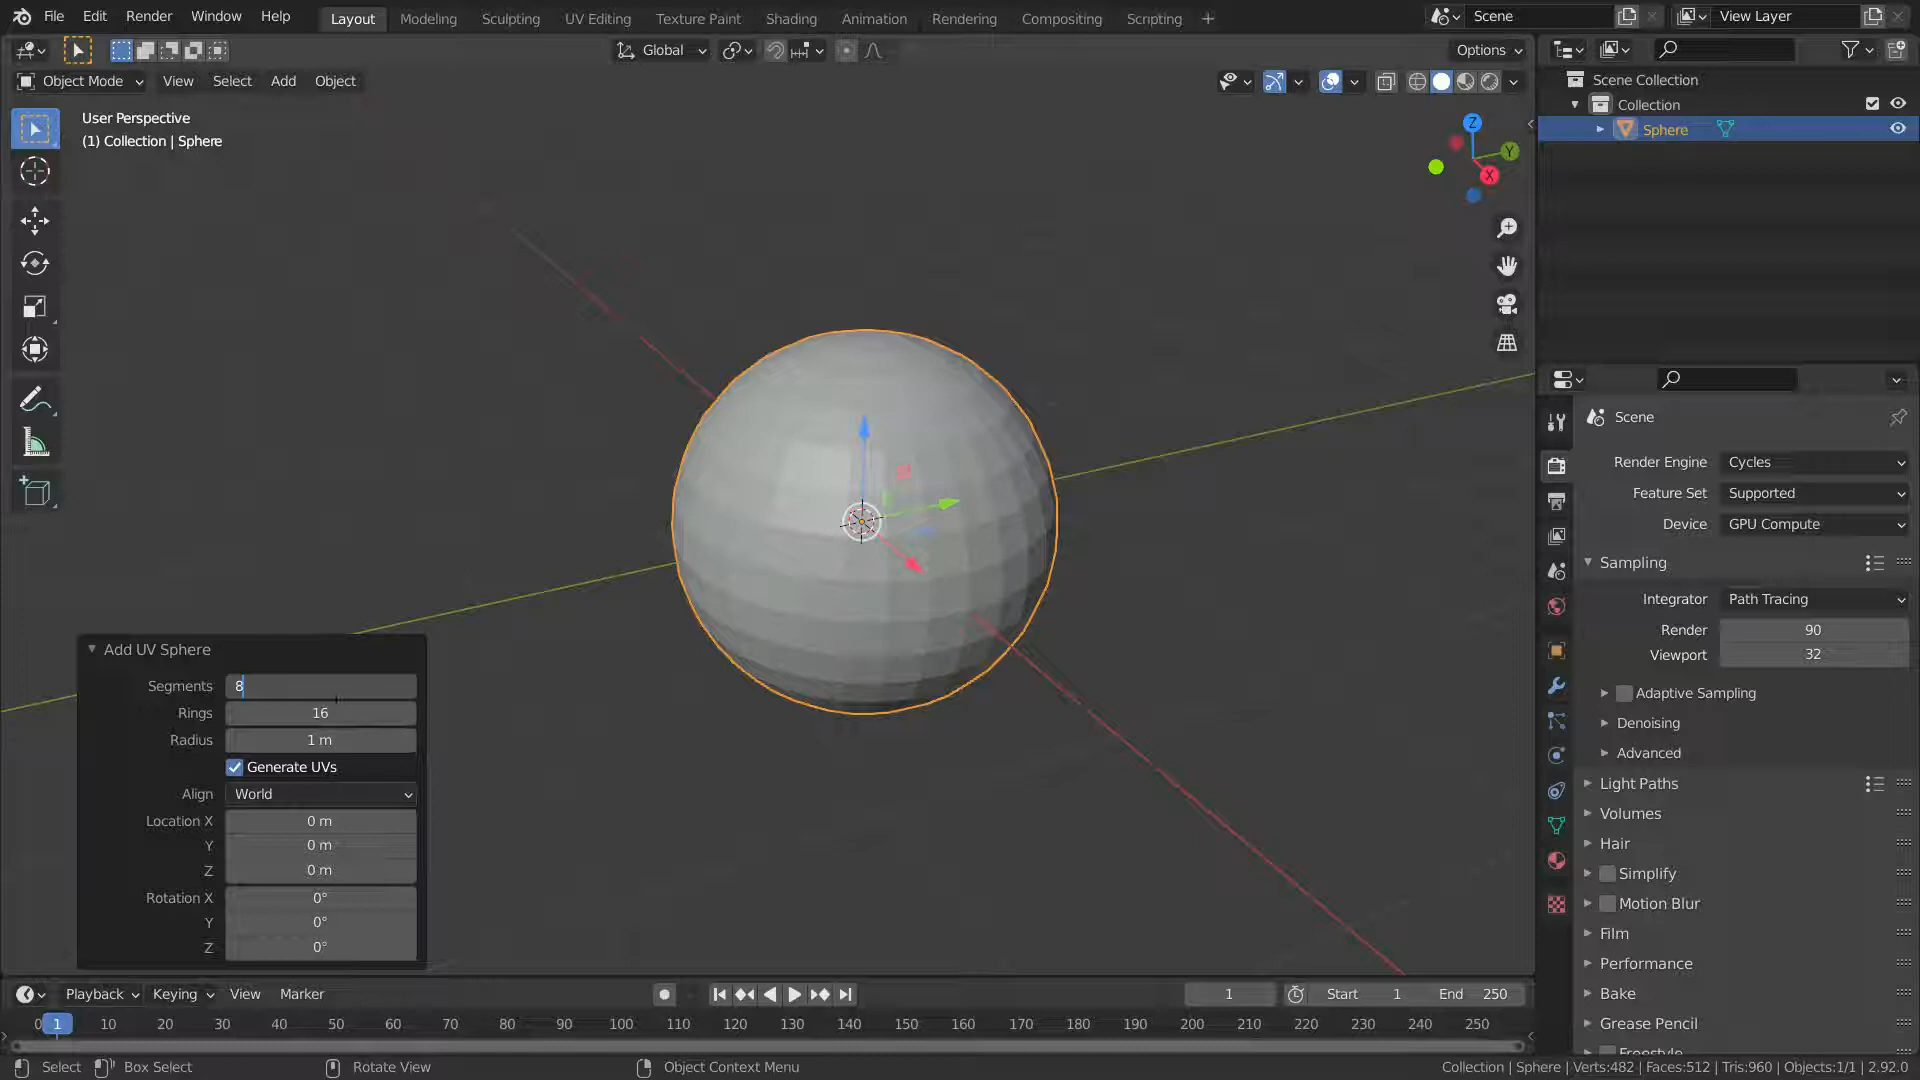 File Edit Render Window Help Layout Modeling Sculpting UV Editing Texture Paint Shading Animation Rendering Compositing Scripting Scene View Layer
Global Options
Object Mode View Select Add Object
User Perspective
(1) Collection | Sphere
Z
Y
X
Scene Collection
Collection
Sphere
Scene
Render Engine Cycles
Feature Set Supported
Device GPU Compute
Sampling
Integrator Path Tracing
Render 90
Viewport 32
Adaptive Sampling
Denoising
Advanced
Light Paths
Volumes
Hair
Simplify
Motion Blur
Film
Performance
Bake
Grease Pencil
Freestyle
Add UV Sphere
Segments 8
Rings 16
Radius 1 m
Generate UVs
Align World
Location X 0 m
Y 0 m
Z 0 m
Rotation X 0°
Y 0°
Z 0°
Playback Keying View Marker 1 Start 1 End 250
0 1 10 20 30 40 50 60 70 80 90 100 110 120 130 140 150 160 170 180 190 200 210 220 230 240 250
Select Box Select Rotate View Object Context Menu Collection | Sphere | Verts:482 | Faces:512 | Tris:960 | Objects:1/1 | 2.92.0